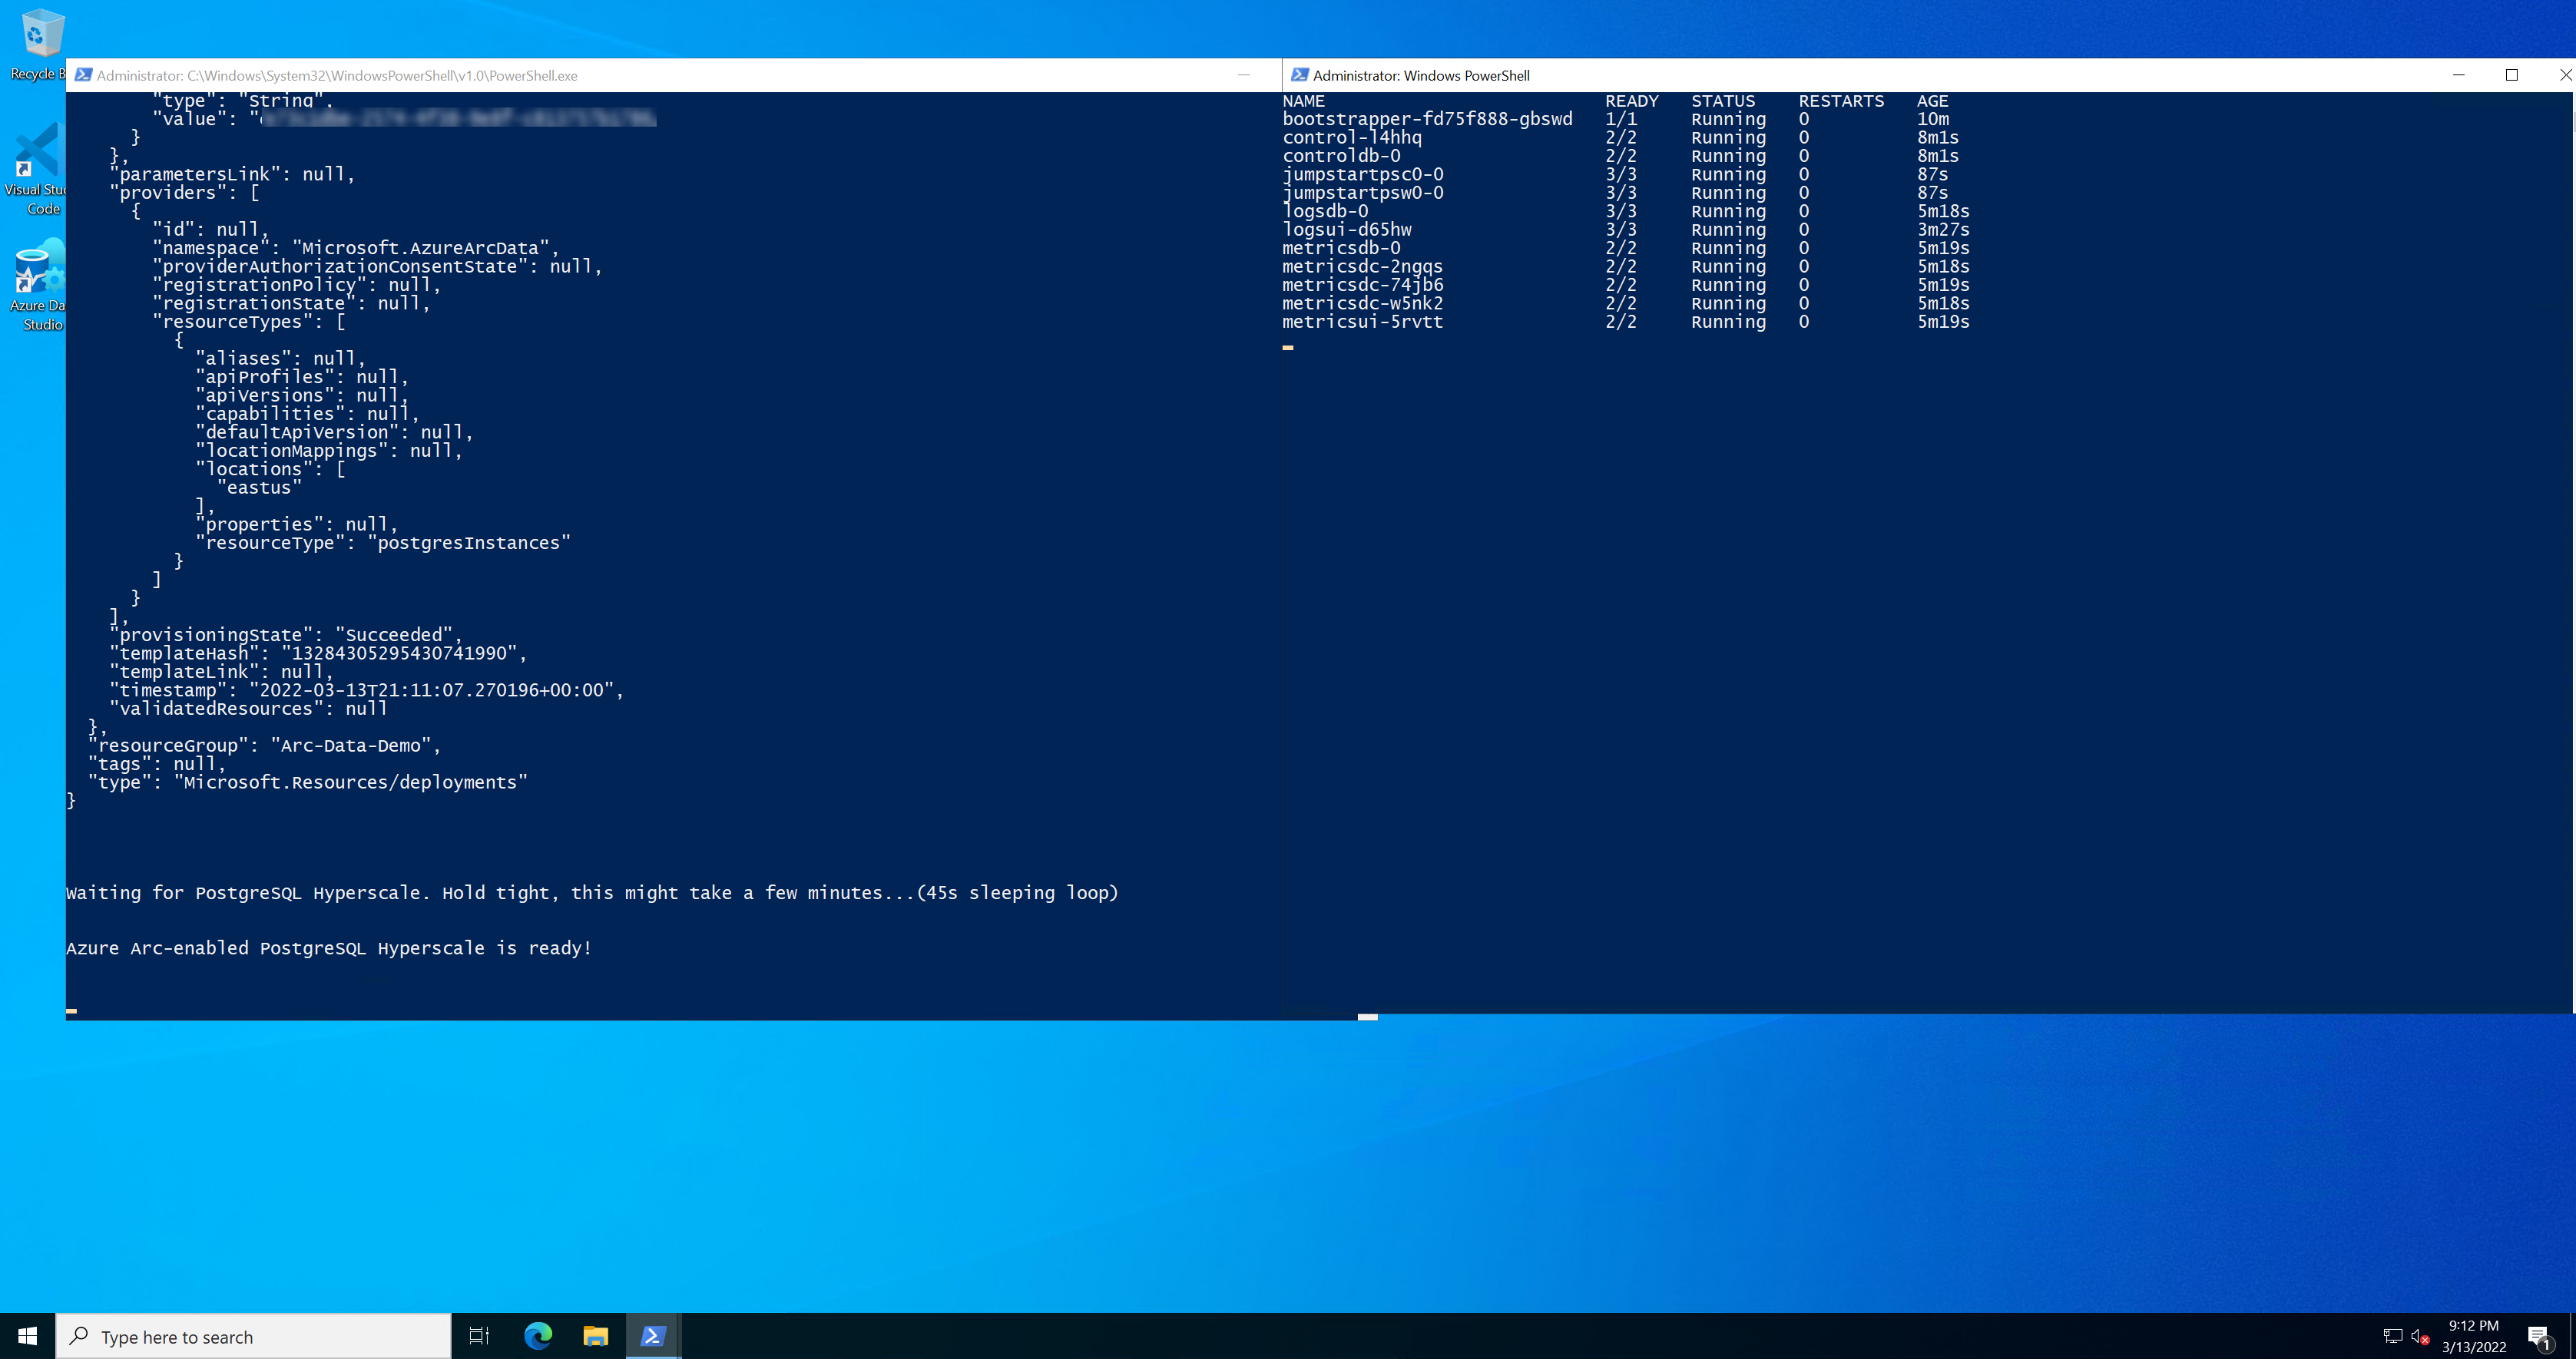 Recycle B
Visual Stu
Code
Azure Da
Studio
Administrator: C:\Windows\System32\WindowsPowerShell\v1.0\PowerShell.exe
"type": "String",
"value": "
}
},
"parametersLink": null,
"providers": [
{
"id": null,
"namespace": "Microsoft.AzureArcData",
"providerAuthorizationConsentState": null,
"registrationPolicy": null,
"registrationState": null,
"resourceTypes": [
{
"aliases": null,
"apiProfiles": null,
"apiVersions": null,
"capabilities": null,
"defaultApiVersion": null,
"locationMappings": null,
"locations": [
"eastus"
],
"properties": null,
"resourceType": "postgresInstances"
}
]
}
],
"provisioningState": "Succeeded",
"templateHash": "13284305295430741990",
"templateLink": null,
"timestamp": "2022-03-13T21:11:07.270196+00:00",
"validatedResources": null
},
"resourceGroup": "Arc-Data-Demo",
"tags": null,
"type": "Microsoft.Resources/deployments"
}
Waiting for PostgreSQL Hyperscale. Hold tight, this might take a few minutes...(45s sleeping loop)
Azure Arc-enabled PostgreSQL Hyperscale is ready!
Administrator: Windows PowerShell
NAME READY STATUS RESTARTS AGE
bootstrapper-fd75f888-gbswd 1/1 Running 0 10m
control-l4hhq 2/2 Running 0 8m1s
controldb-0 2/2 Running 0 8m1s
jumpstartpsc0-0 3/3 Running 0 87s
jumpstartpsw0-0 3/3 Running 0 87s
logsdb-0 3/3 Running 0 5m18s
logsui-d65hw 3/3 Running 0 3m27s
metricsdb-0 2/2 Running 0 5m19s
metricsdc-2ngqs 2/2 Running 0 5m18s
metricsdc-74jb6 2/2 Running 0 5m19s
metricsdc-w5nk2 2/2 Running 0 5m18s
metricsui-5rvtt 2/2 Running 0 5m19s
Type here to search
9:12 PM
3/13/2022
1